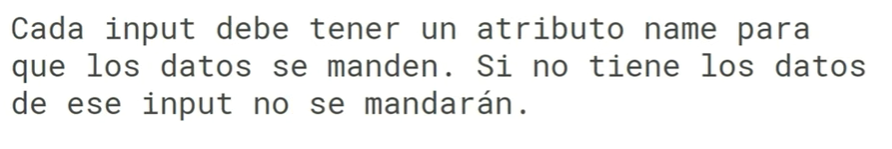 Cada input debe tener un atributo name para
que los datos se manden. Si no tiene los datos
de ese input no se mandarán.